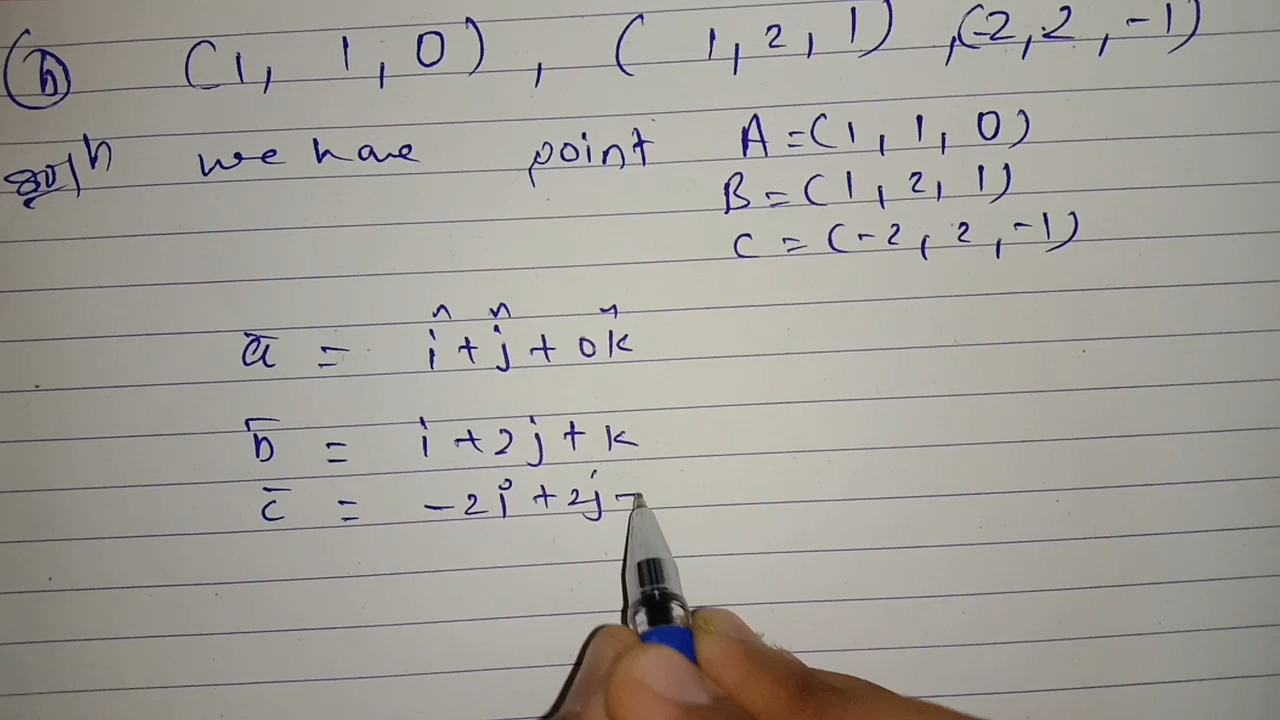 (b) (1, 1, 0), (1, 2, 1), (-2, 2, -1)
Solⁿ we have point A = (1, 1, 0)
B = (1, 2, 1)
C = (-2, 2, -1)
a̅ = î + ĵ + 0k̂
b̅ = i + 2j + k
c̅ = -2i + 2j -